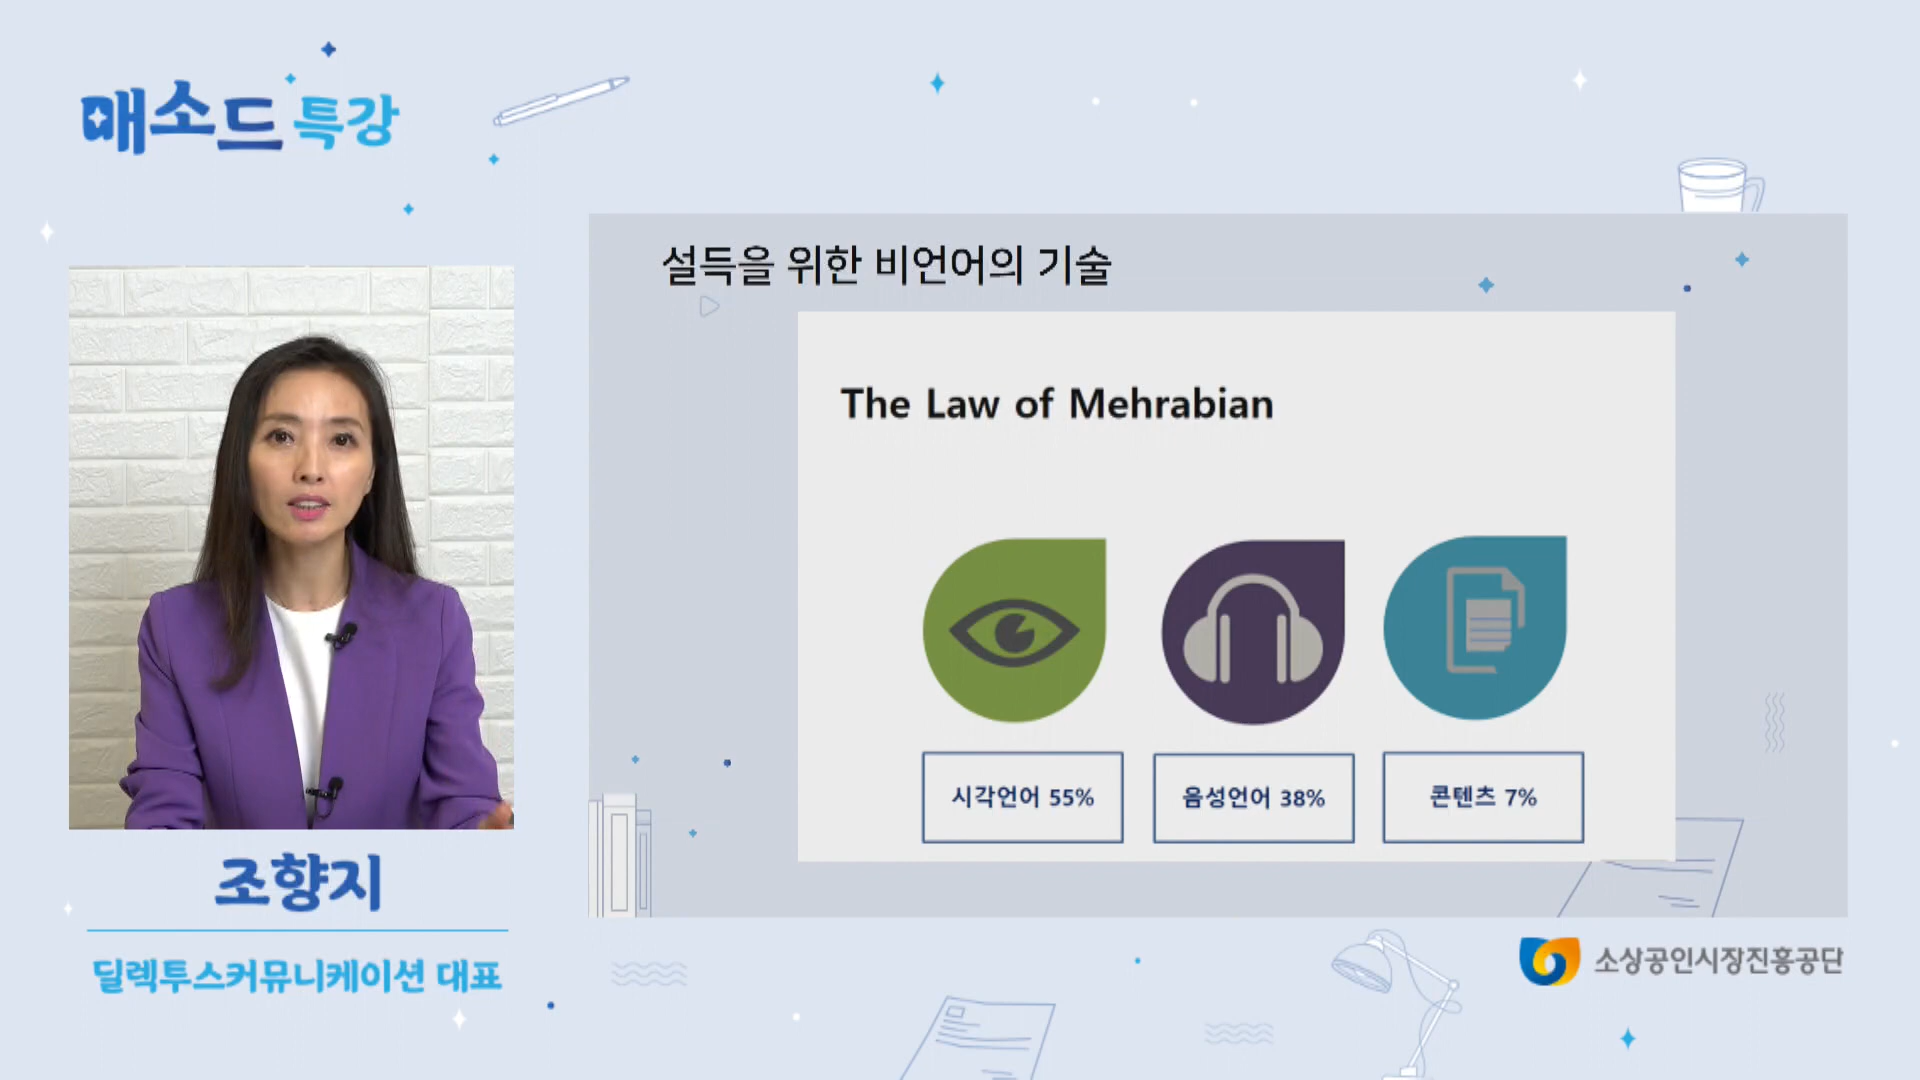 매소드 특강
설득을 위한 비언어의 기술
The Law of Mehrabian
시각언어 55%
음성언어 38%
콘텐츠 7%
조향지
딜렉투스커뮤니케이션 대표
소상공인시장진흥공단